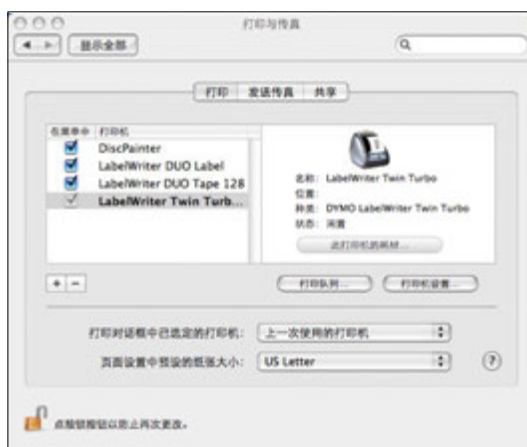 打印与传真
显示全部
打印 发送传真 共享
在菜单中 打印机
DiscPainter
LabelWriter DUO Label
LabelWriter DUO Tape 128
LabelWriter Twin Turb...
名称: LabelWriter Twin Turbo
位置:
种类: DYMO LabelWriter Twin Turbo
状态: 闲置
此打印机的耗材...
+ −
打印队列... 打印机设置...
打印对话框中已选定的打印机: 上一次使用的打印机
页面设置中预设的纸张大小: US Letter ?
点按锁按钮以防止再次更改。